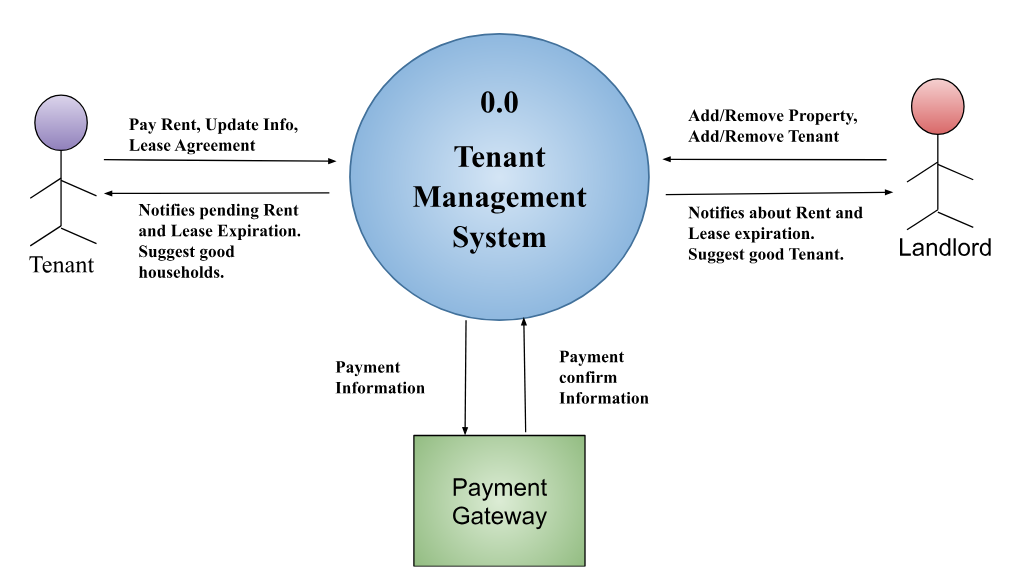 0.0
Tenant
Management
System
Pay Rent, Update Info,
Lease Agreement
Notifies pending Rent
and Lease Expiration.
Suggest good
households.
Tenant
Add/Remove Property,
Add/Remove Tenant
Notifies about Rent and
Lease expiration.
Suggest good Tenant.
Landlord
Payment
Information
Payment
confirm
Information
Payment
Gateway